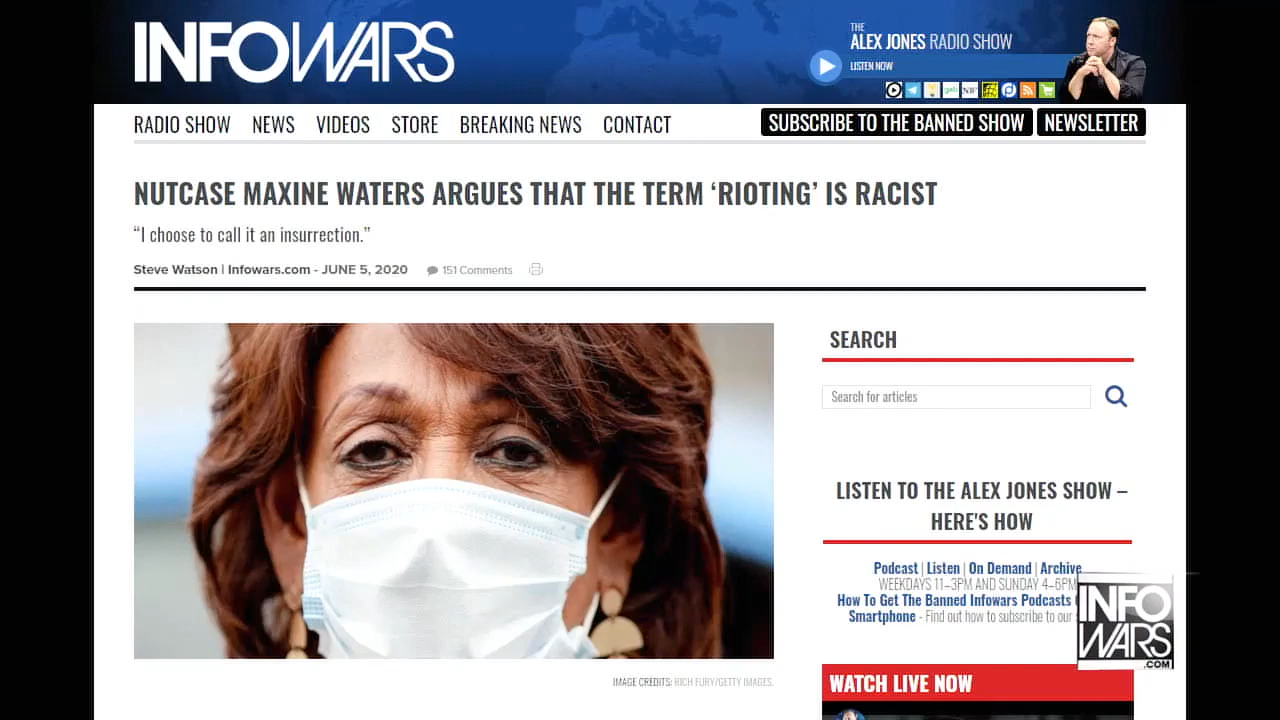 INFOWARS
THE
ALEX JONES RADIO SHOW
LISTEN NOW
RADIO SHOW NEWS VIDEOS STORE BREAKING NEWS CONTACT
SUBSCRIBE TO THE BANNED SHOW NEWSLETTER
NUTCASE MAXINE WATERS ARGUES THAT THE TERM ‘RIOTING’ IS RACIST
“I choose to call it an insurrection.”
Steve Watson | Infowars.com - JUNE 5, 2020 151 Comments
IMAGE CREDITS: RICH FURY/GETTY IMAGES.
SEARCH
Search for articles
LISTEN TO THE ALEX JONES SHOW –
HERE'S HOW
Podcast | Listen | On Demand | Archive
WEEKDAYS 11–3PM AND SUNDAY 4–6PM
How To Get The Banned Infowars Podcasts
Smartphone - Find out how to subscribe to our
INFO
WARS
.COM
WATCH LIVE NOW